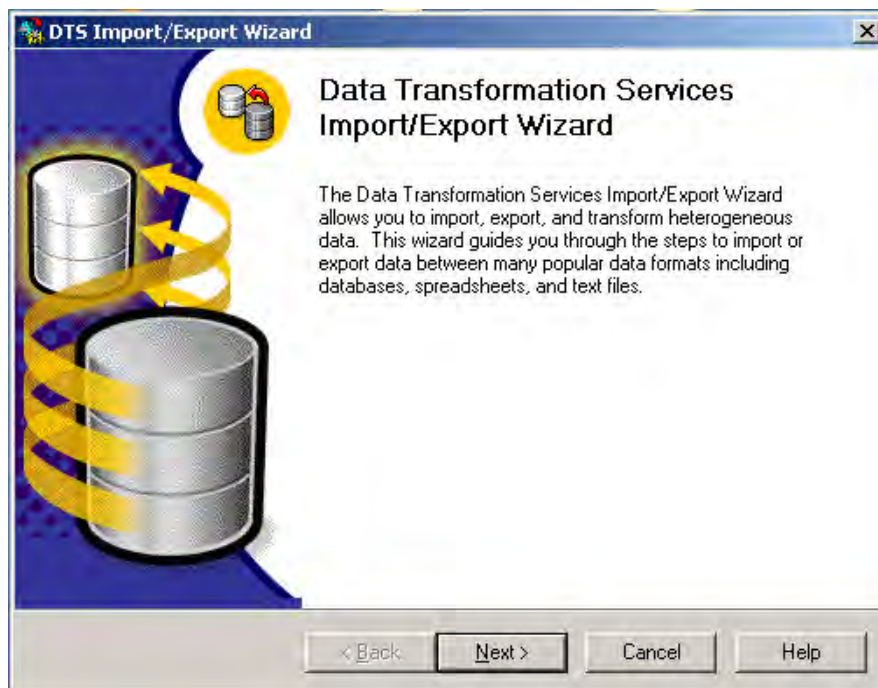 DTS Import/Export Wizard
Data Transformation Services
Import/Export Wizard
The Data Transformation Services Import/Export Wizard
allows you to import, export, and transform heterogeneous
data. This wizard guides you through the steps to import or
export data between many popular data formats including
databases, spreadsheets, and text files.
< Back Next > Cancel Help